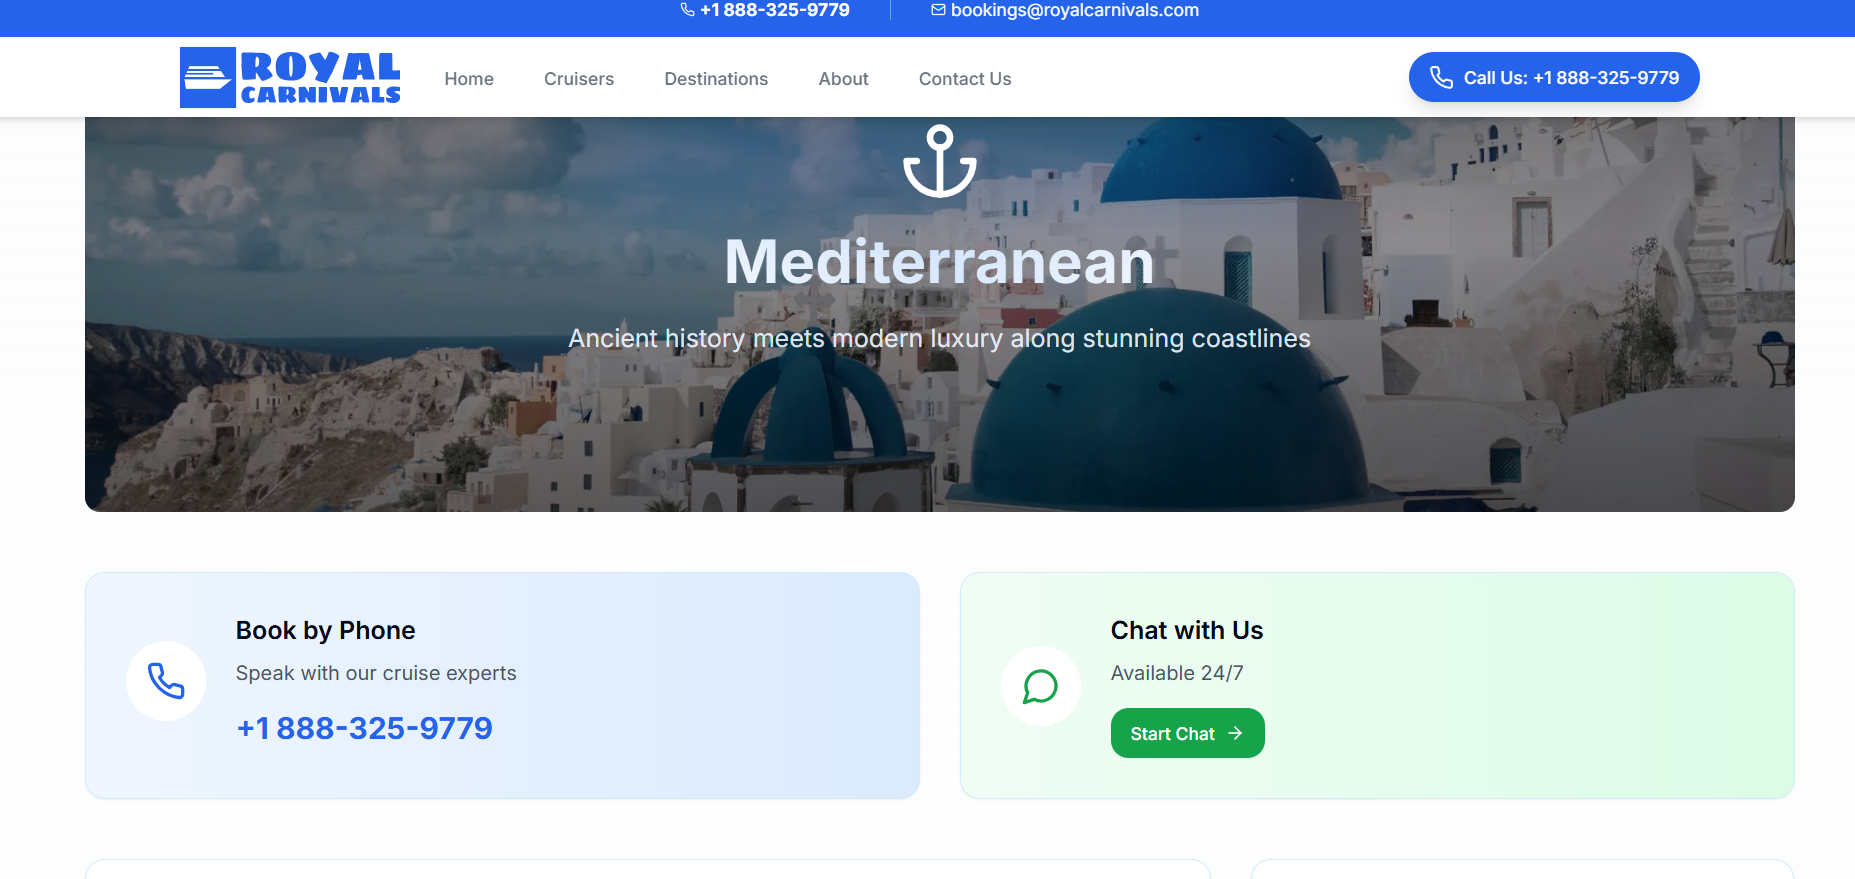 +1 888-325-9779
bookings@royalcarnivals.com
ROYAL
CARNIVALS
Home
Cruisers
Destinations
About
Contact Us
Call Us: +1 888-325-9779
Mediterranean
Ancient history meets modern luxury along stunning coastlines
Book by Phone
Speak with our cruise experts
+1 888-325-9779
Chat with Us
Available 24/7
Start Chat